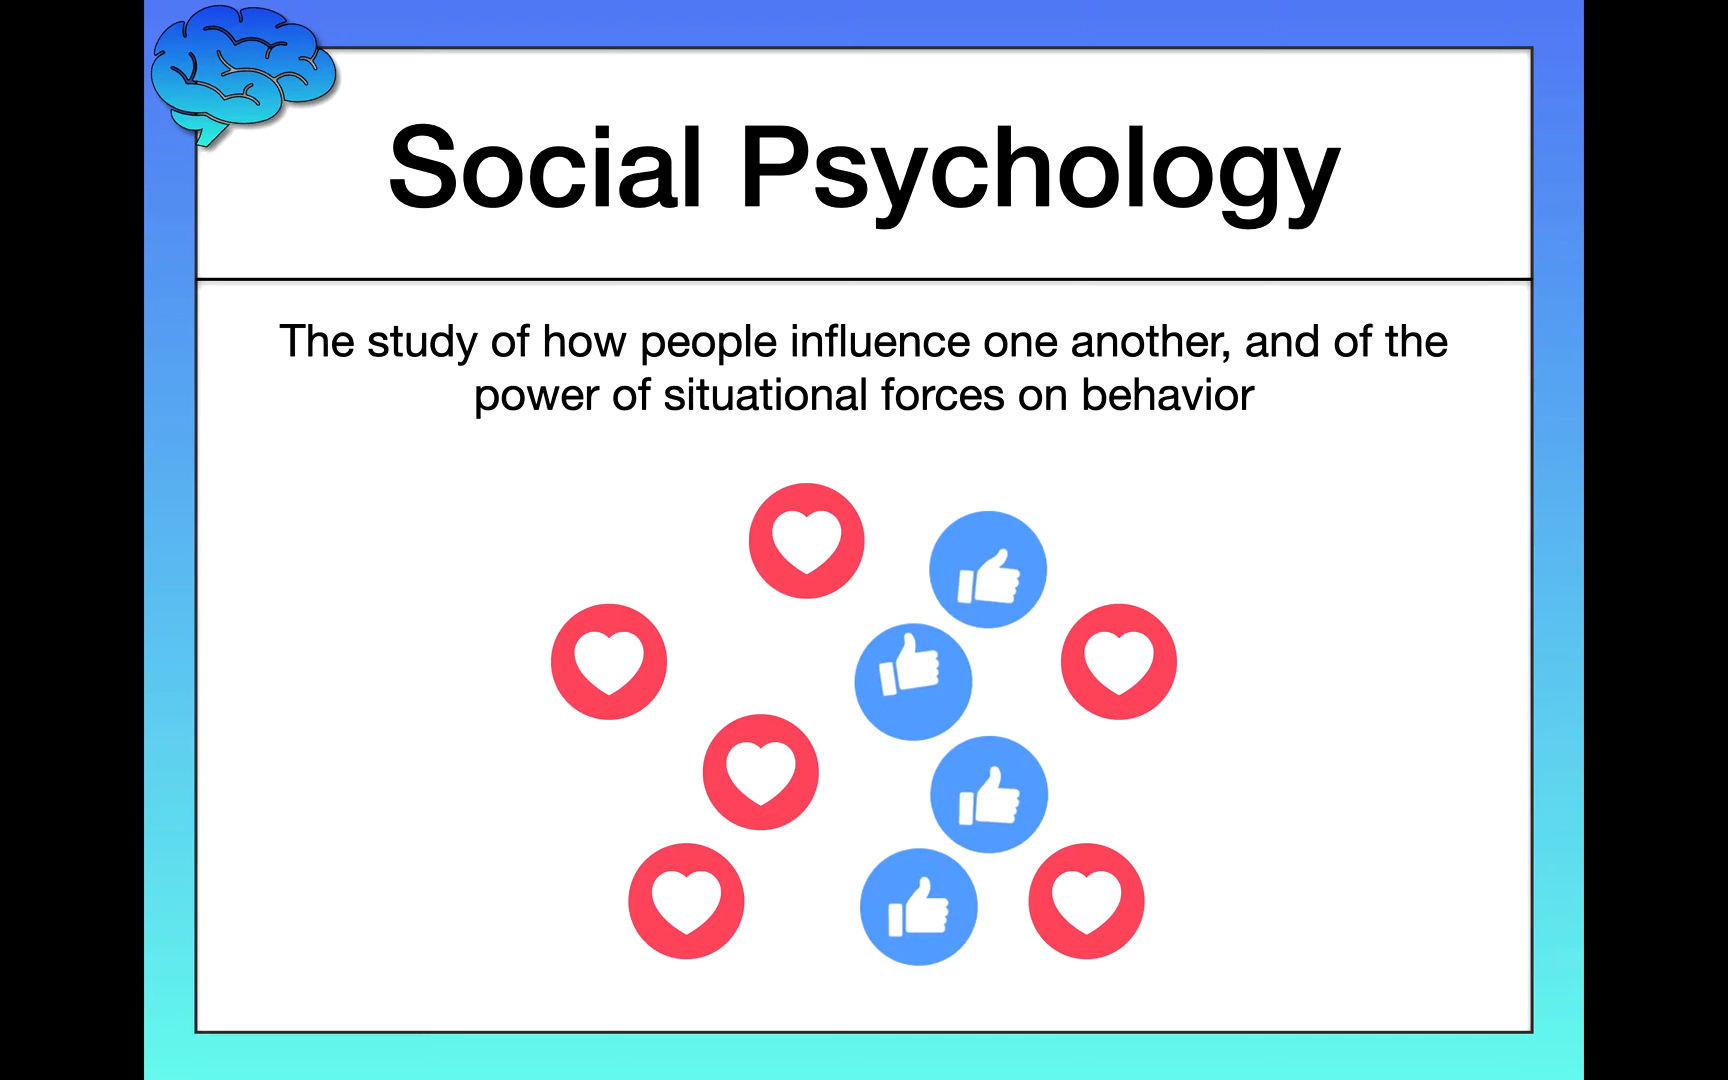 Social Psychology
The study of how people influence one another, and of the
power of situational forces on behavior